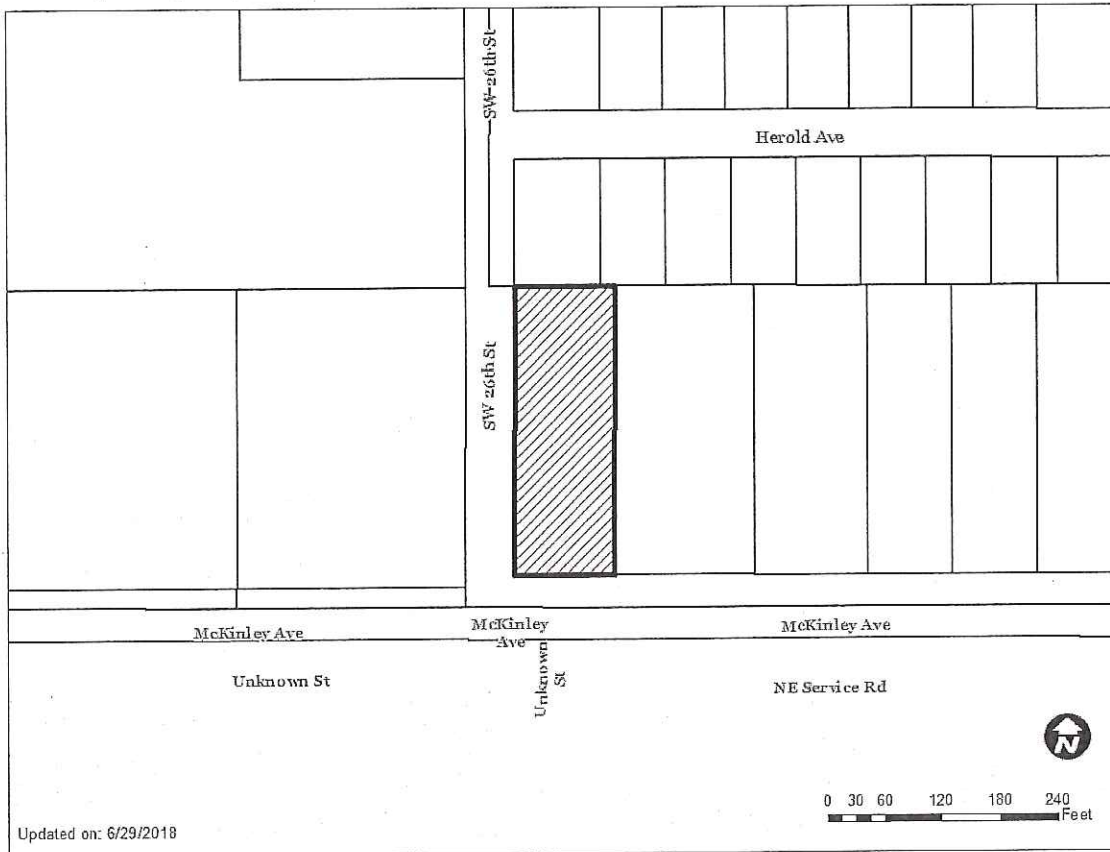 SW 26th St
Herold Ave
SW 26th St
McKinley Ave
McKinley
Ave
McKinley Ave
Unknown St
Unknown
St
NE Service Rd
N
0 30 60 120 180 240
Feet
Updated on: 6/29/2018